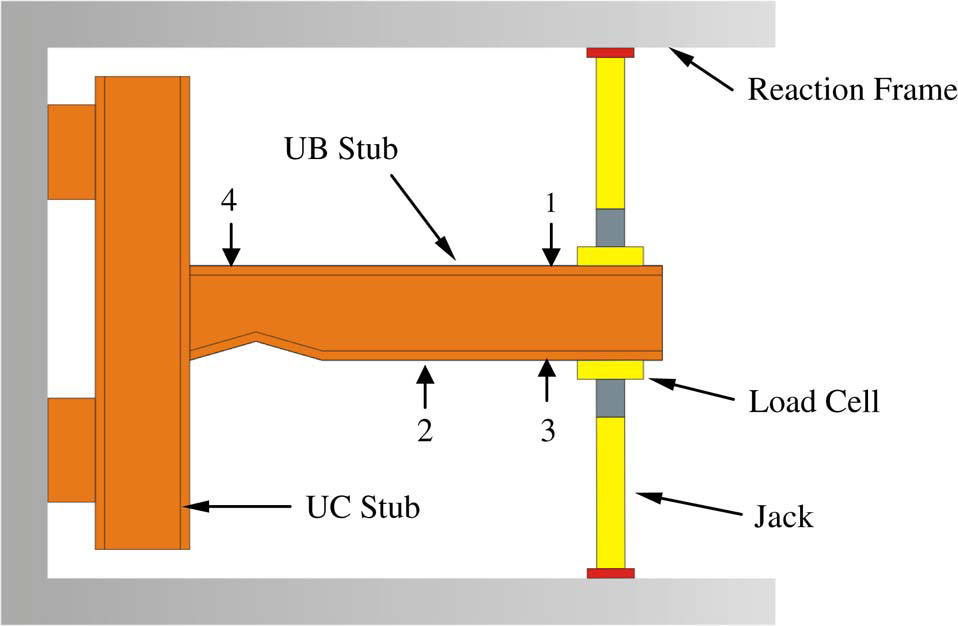 Reaction Frame
UB Stub
4
1
Load Cell
2
3
UC Stub
Jack